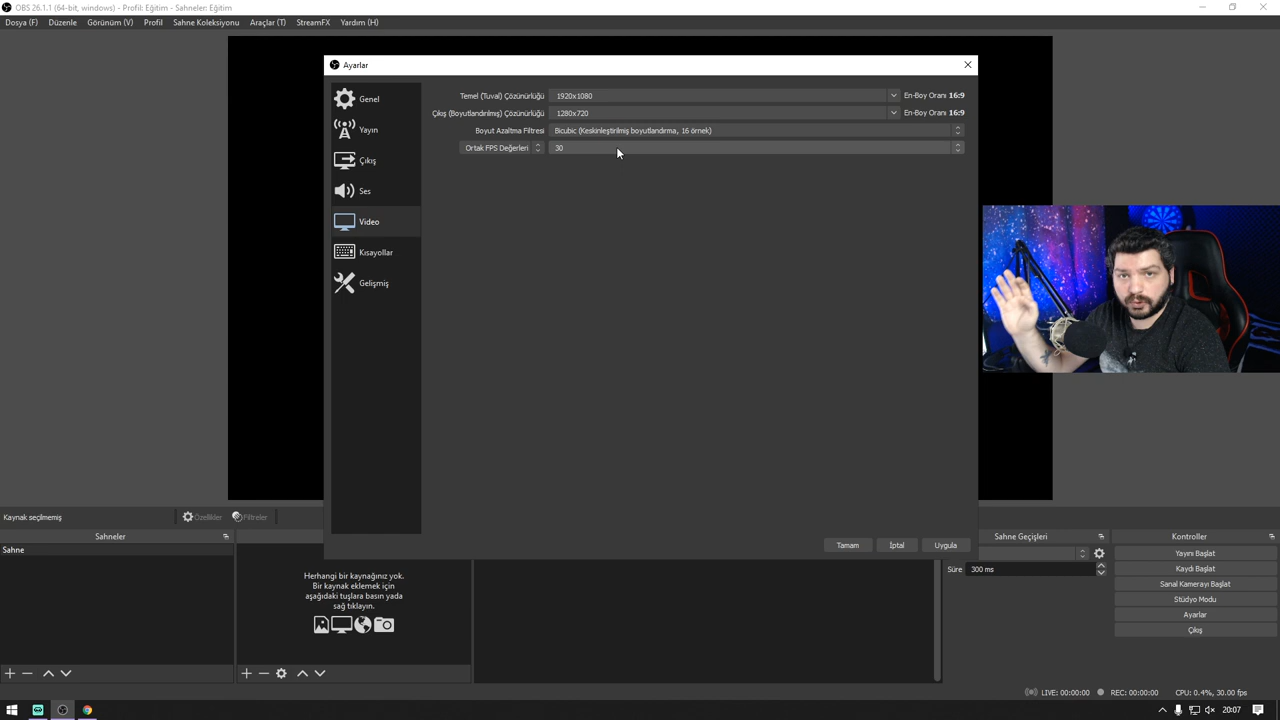 OBS 26.1.1 (64-bit, windows) - Profil: Eğitim - Sahneler: Eğitim
Dosya (F) Düzenle Görünüm (V) Profil Sahne Koleksiyonu Araçlar (T) StreamFX Yardım (H)
Ayarlar
Genel
Yayın
Çıkış
Ses
Video
Kısayollar
Gelişmiş
Temel (Tuval) Çözünürlüğü 1920x1080 En-Boy Oranı 16:9
Çıkış (Boyutlandırılmış) Çözünürlüğü 1280x720 En-Boy Oranı 16:9
Boyut Azaltma Filtresi Bicubic (Keskinleştirilmiş boyutlandırma, 16 örnek)
Ortak FPS Değerleri 30
Tamam İptal Uygula
Kaynak seçilmemiş Özellikler Filtreler
Sahneler
Sahne
Herhangi bir kaynağınız yok.
Bir kaynak eklemek için
aşağıdaki tuşlara basın yada
sağ tıklayın.
Sahne Geçişleri
Süre 300 ms
Kontroller
Yayını Başlat
Kaydı Başlat
Sanal Kamerayı Başlat
Stüdyo Modu
Ayarlar
Çıkış
LIVE: 00:00:00 REC: 00:00:00 CPU: 0.4%, 30.00 fps
20:07